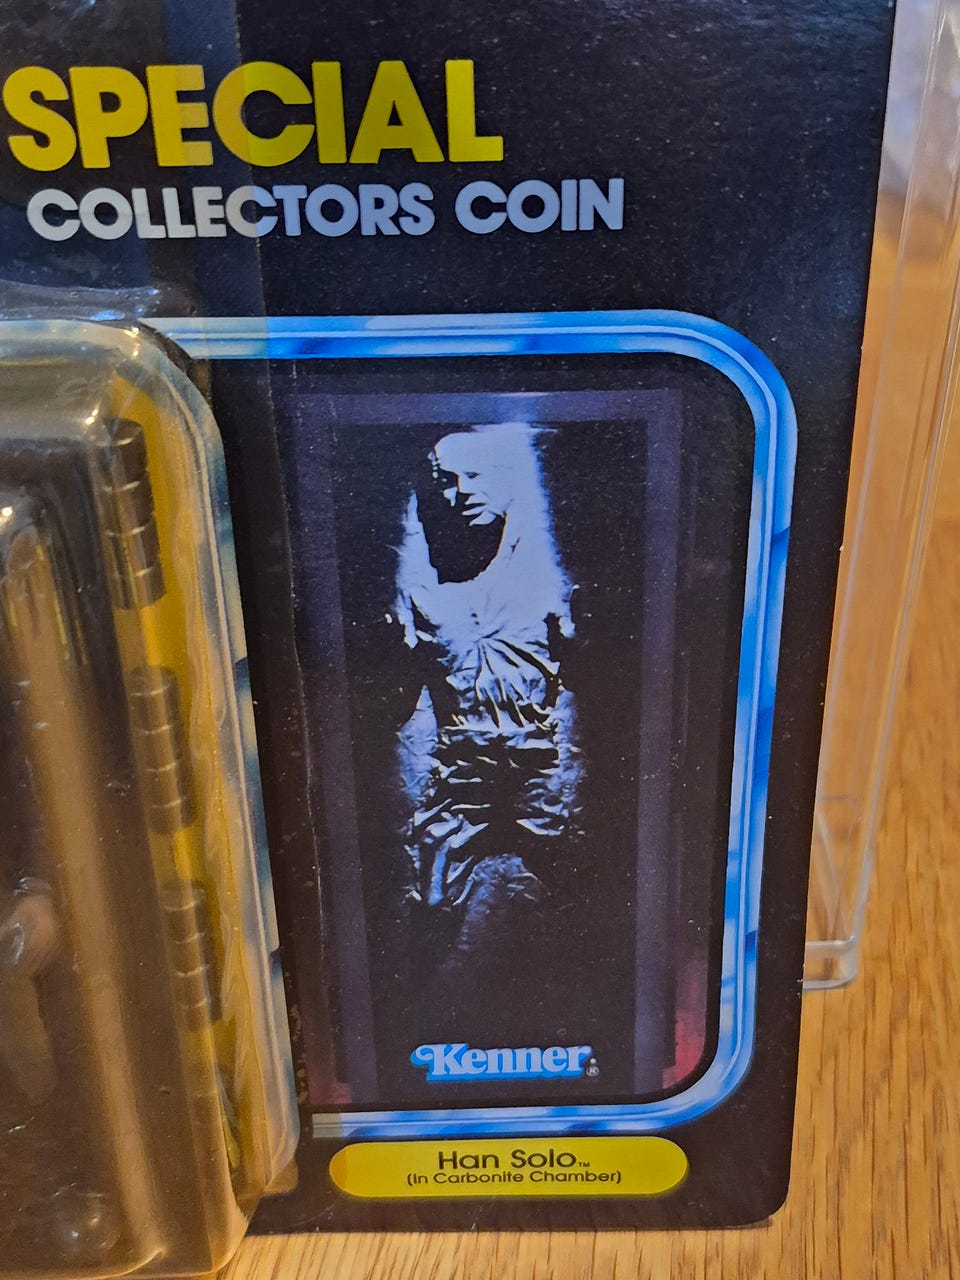 SPECIAL
COLLECTORS COIN
Kenner®
Han Solo™
(in Carbonite Chamber)